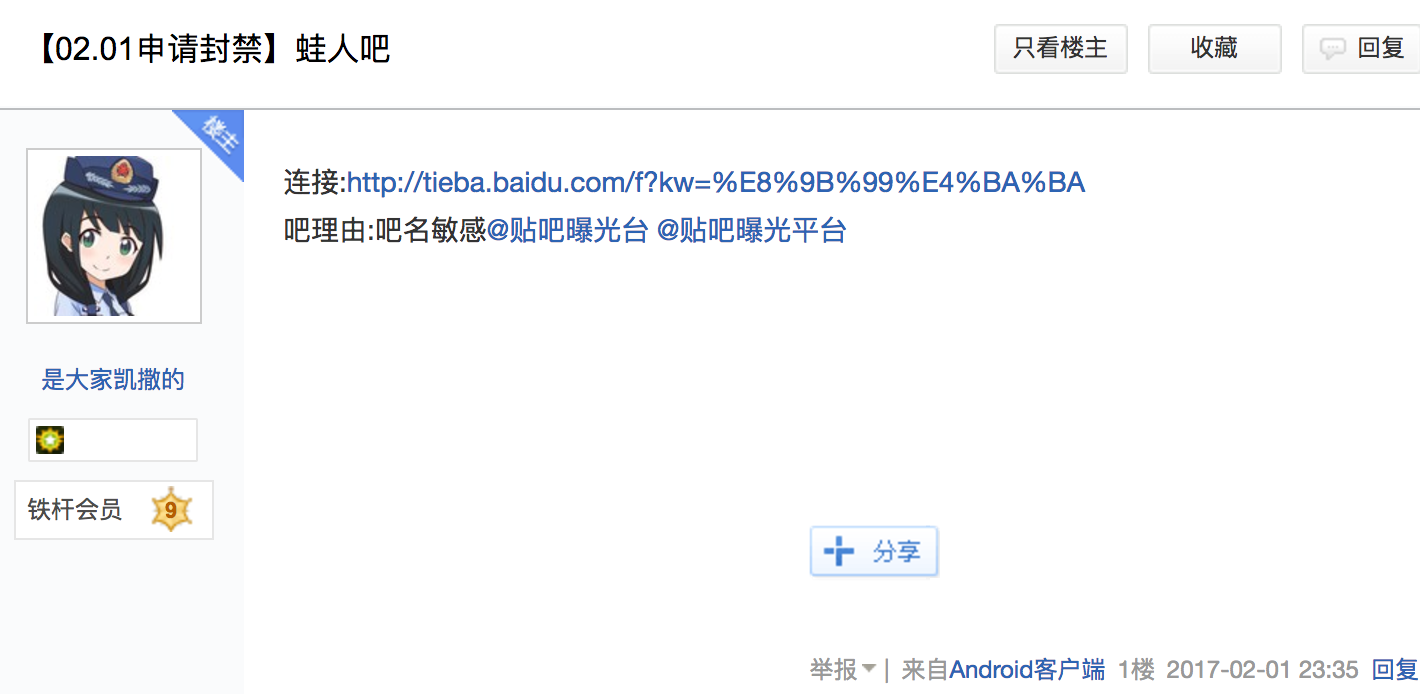 【02.01申请封禁】蛙人吧
只看楼主
收藏
回复
楼主
连接:http://tieba.baidu.com/f?kw=%E8%9B%99%E4%BA%BA
吧理由:吧名敏感@贴吧曝光台 @贴吧曝光平台
是大家凯撒的
铁杆会员 9
分享
举报 | 来自Android客户端 1楼 2017-02-01 23:35 回复